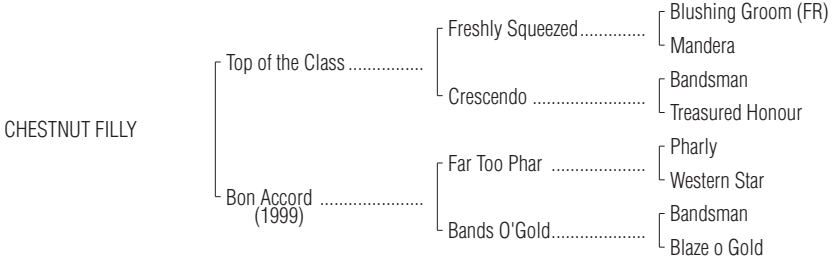 Blushing Groom (FR)
Freshly Squeezed..............
Mandera
Top of the Class ................
Bandsman
Crescendo ........................
Treasured Honour
CHESTNUT FILLY
Pharly
Far Too Phar ....................
Western Star
Bon Accord ......................
(1999)
Bandsman
Bands O'Gold....................
Blaze o Gold